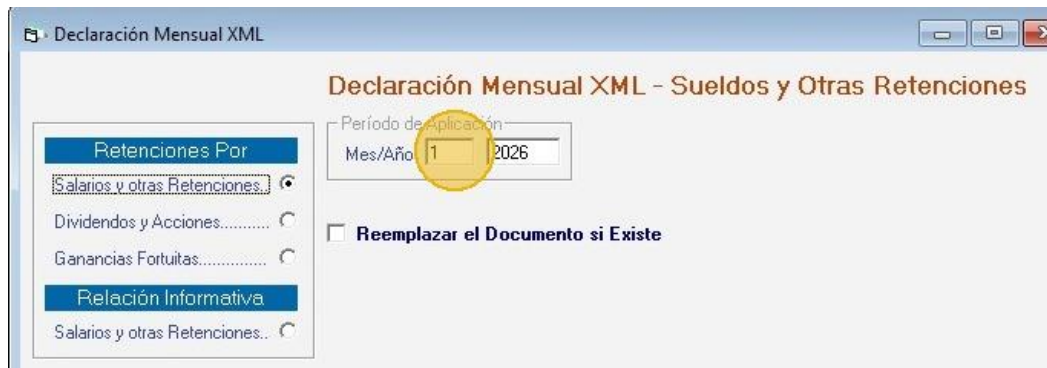 Declaración Mensual XML
Declaración Mensual XML - Sueldos y Otras Retenciones
Retenciones Por
Salarios y otras Retenciones..
Dividendos y Acciones..........
Ganancias Fortuitas...............
Relación Informativa
Salarios y otras Retenciones..
Período de Aplicación
Mes/Año 1 2026
Reemplazar el Documento si Existe